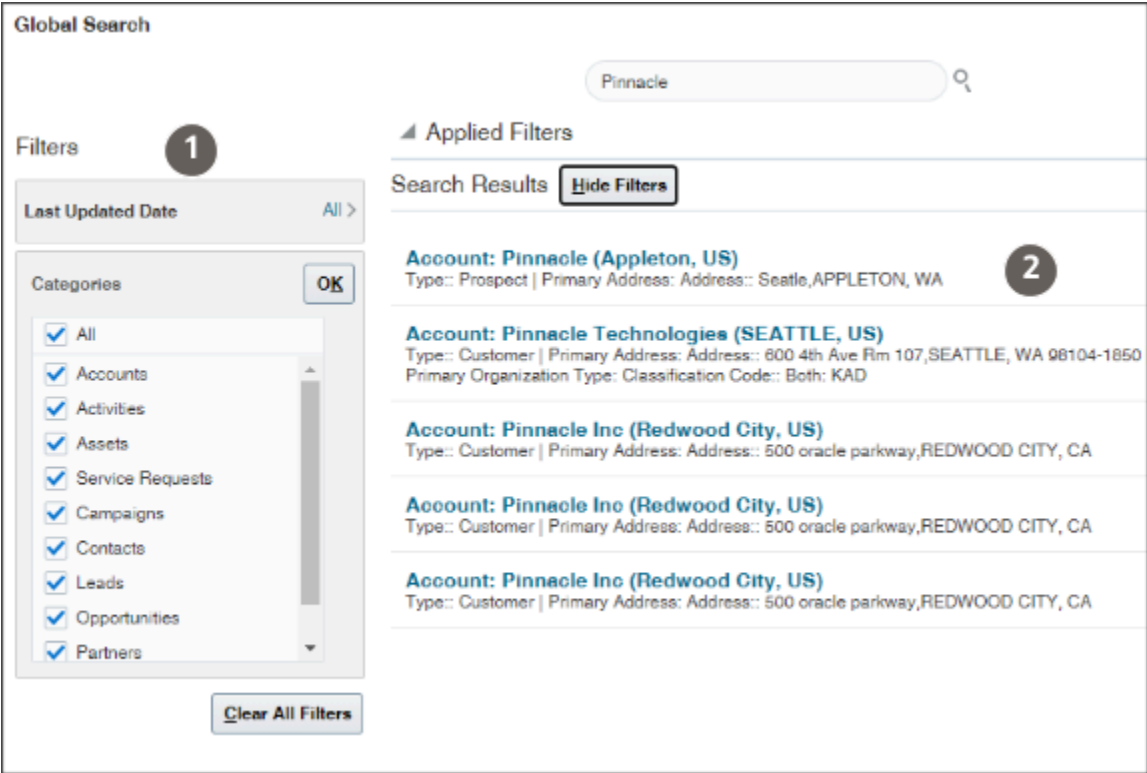 Global Search
Pinnacle
Filters
1
Last Updated Date All >
Categories OK
All
Accounts
Activities
Assets
Service Requests
Campaigns
Contacts
Leads
Opportunities
Partners
Clear All Filters
Applied Filters
Search Results Hide Filters
2
Account: Pinnacle (Appleton, US)
Type:: Prospect | Primary Address: Address:: Seatle,APPLETON, WA
Account: Pinnacle Technologies (SEATTLE, US)
Type:: Customer | Primary Address: Address:: 600 4th Ave Rm 107,SEATTLE, WA 98104-1850
Primary Organization Type: Classification Code:: Both: KAD
Account: Pinnacle Inc (Redwood City, US)
Type:: Customer | Primary Address: Address:: 500 oracle parkway,REDWOOD CITY, CA
Account: Pinnacle Inc (Redwood City, US)
Type:: Customer | Primary Address: Address:: 500 oracle parkway,REDWOOD CITY, CA
Account: Pinnacle Inc (Redwood City, US)
Type:: Customer | Primary Address: Address:: 500 oracle parkway,REDWOOD CITY, CA